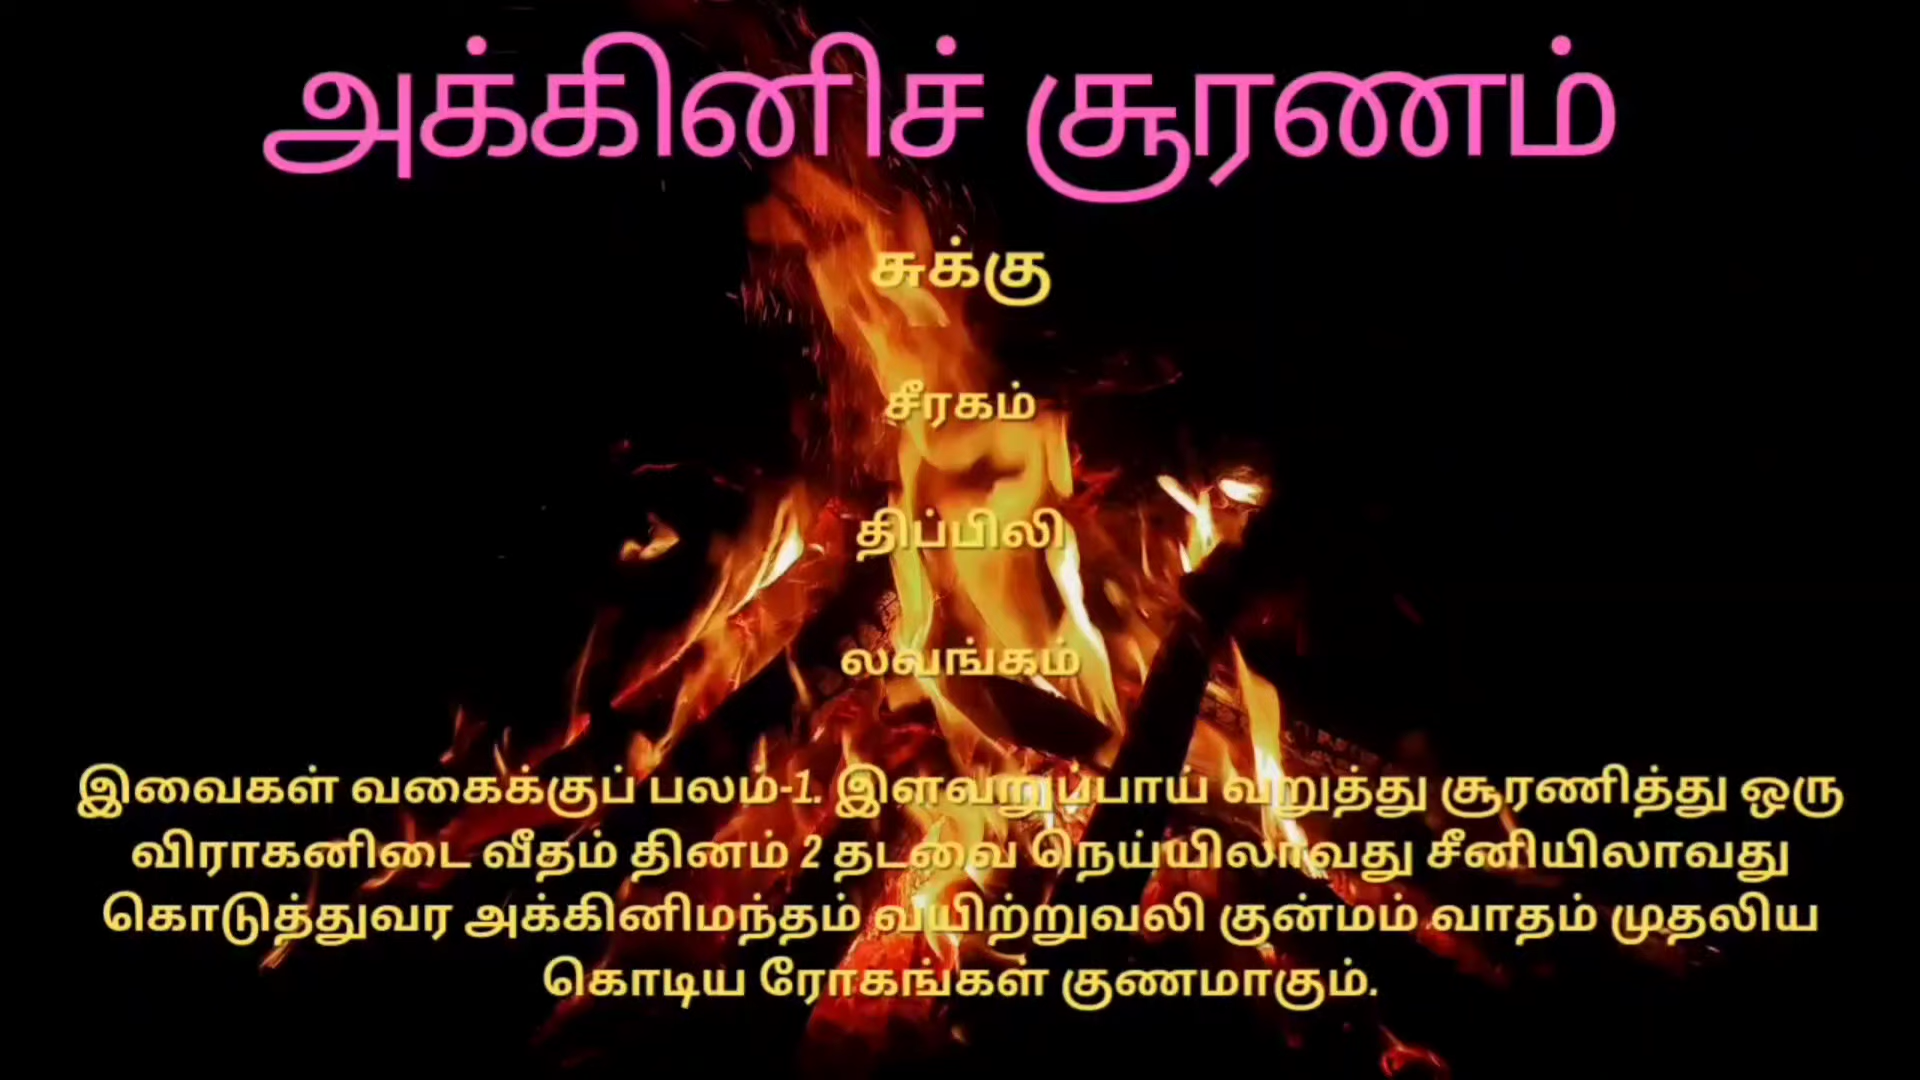 அக்கினிச் சூரணம்
சுக்கு
சீரகம்
திப்பிலி
லவங்கம்
இவைகள் வகைக்குப் பலம்-1. இளவறுப்பாய் வறுத்து சூரணித்து ஒரு
விராகனிடை வீதம் தினம் 2 தடவை நெய்யிலாவது சீனியிலாவது
கொடுத்துவர அக்கினிமந்தம் வயிற்றுவலி குன்மம் வாதம் முதலிய
கொடிய ரோகங்கள் குணமாகும்.